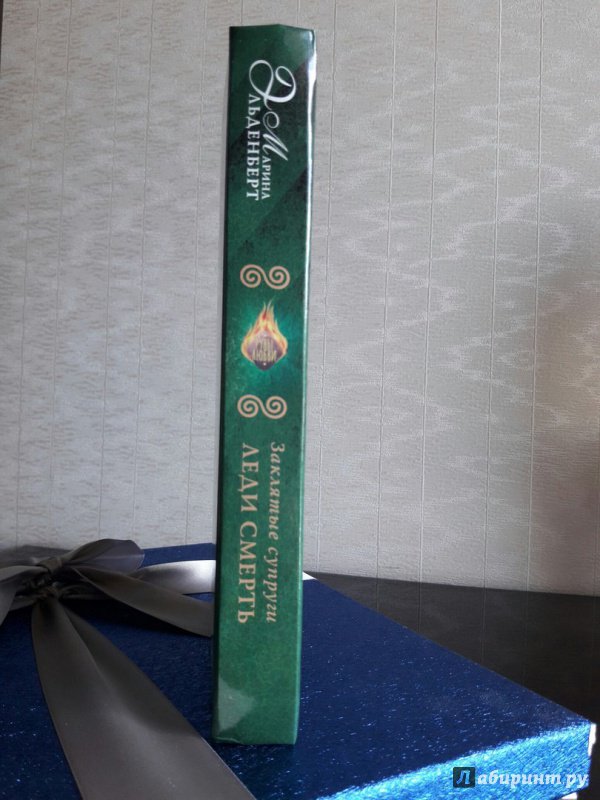 Марина
Эльденберт
Заклятые супруги
ЛЕДИ СМЕРТЬ
Лабиринт.ру